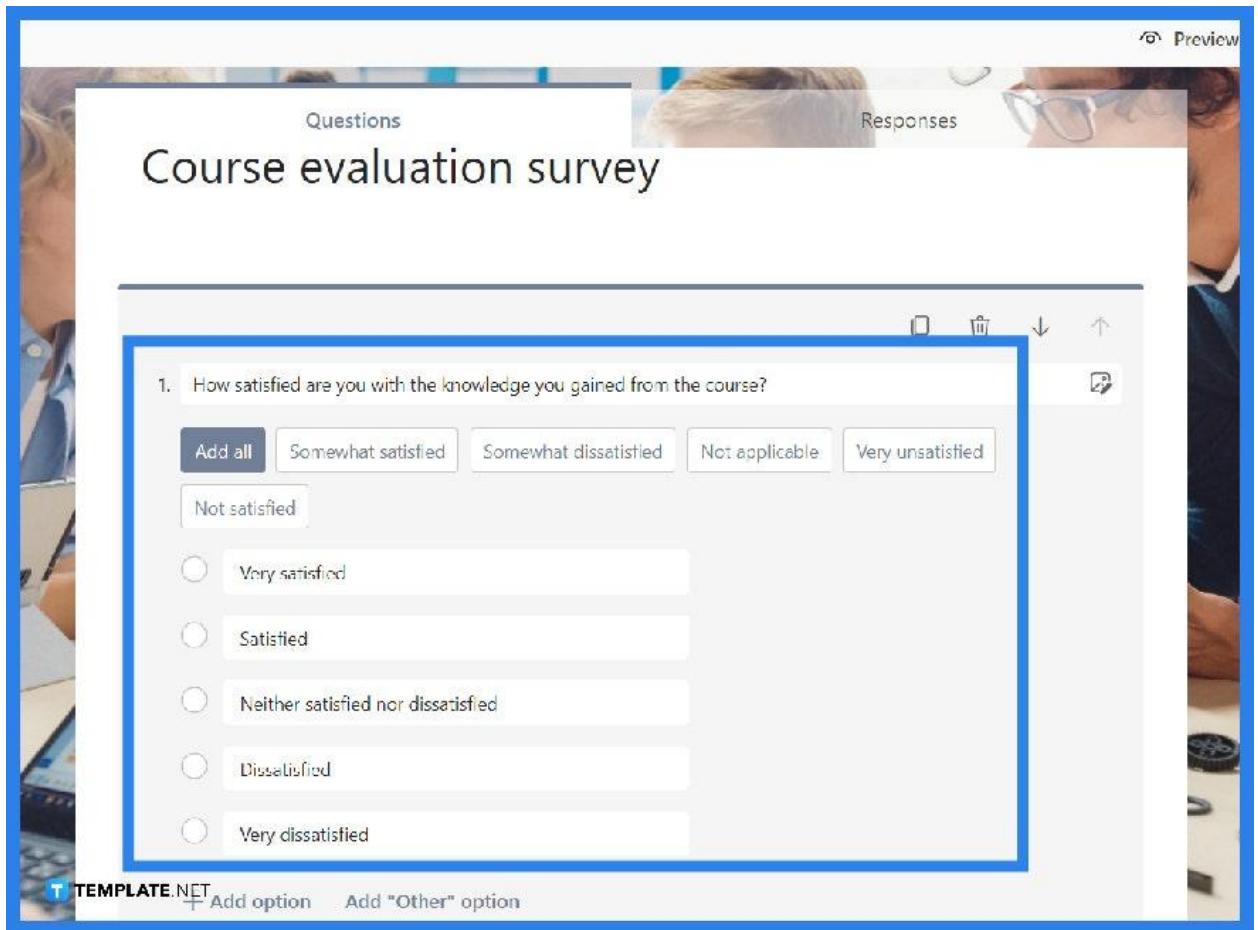 Preview
Questions
Responses
Course evaluation survey
1. How satisfied are you with the knowledge you gained from the course?
Add all Somewhat satisfied Somewhat dissatisfied Not applicable Very unsatisfied
Not satisfied
Very satisfied
Satisfied
Neither satisfied nor dissatisfied
Dissatisfied
Very dissatisfied
+ Add option Add "Other" option
T TEMPLATE.NET